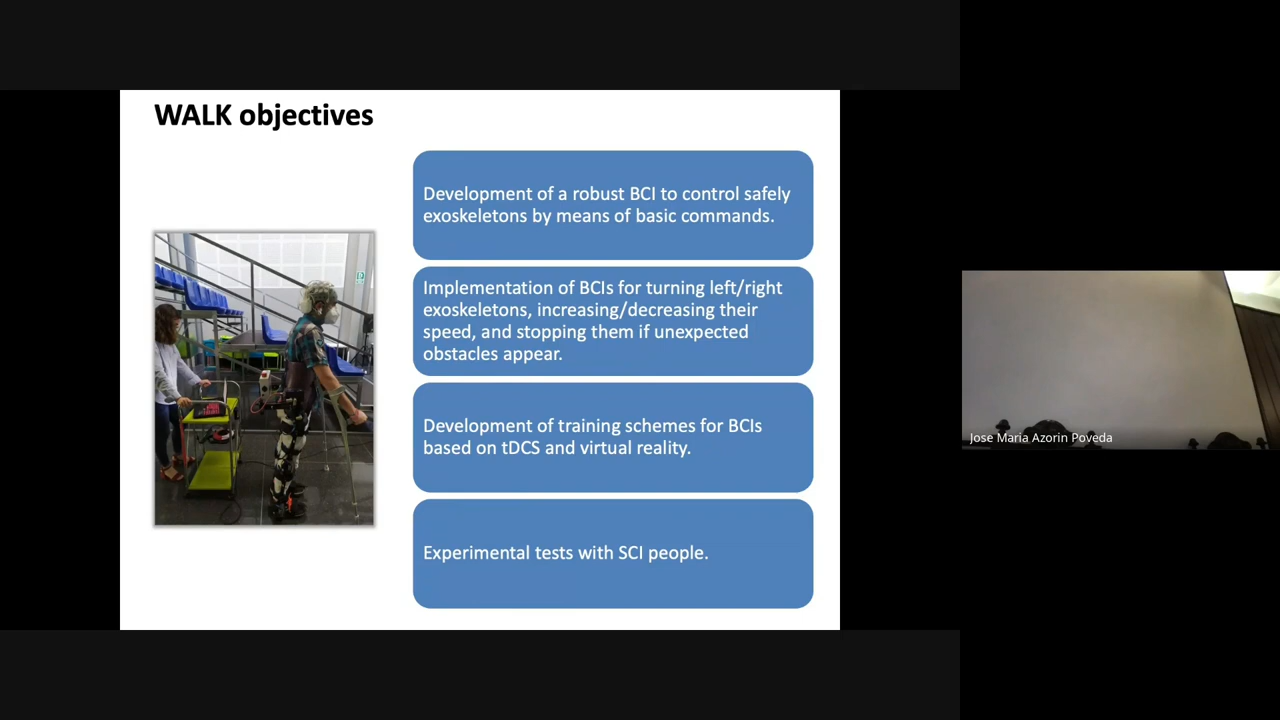 WALK objectives
Development of a robust BCI to control safely
exoskeletons by means of basic commands.
Implementation of BCIs for turning left/right
exoskeletons, increasing/decreasing their
speed, and stopping them if unexpected
obstacles appear.
Development of training schemes for BCIs
based on tDCS and virtual reality.
Experimental tests with SCI people.
Jose Maria Azorin Poveda